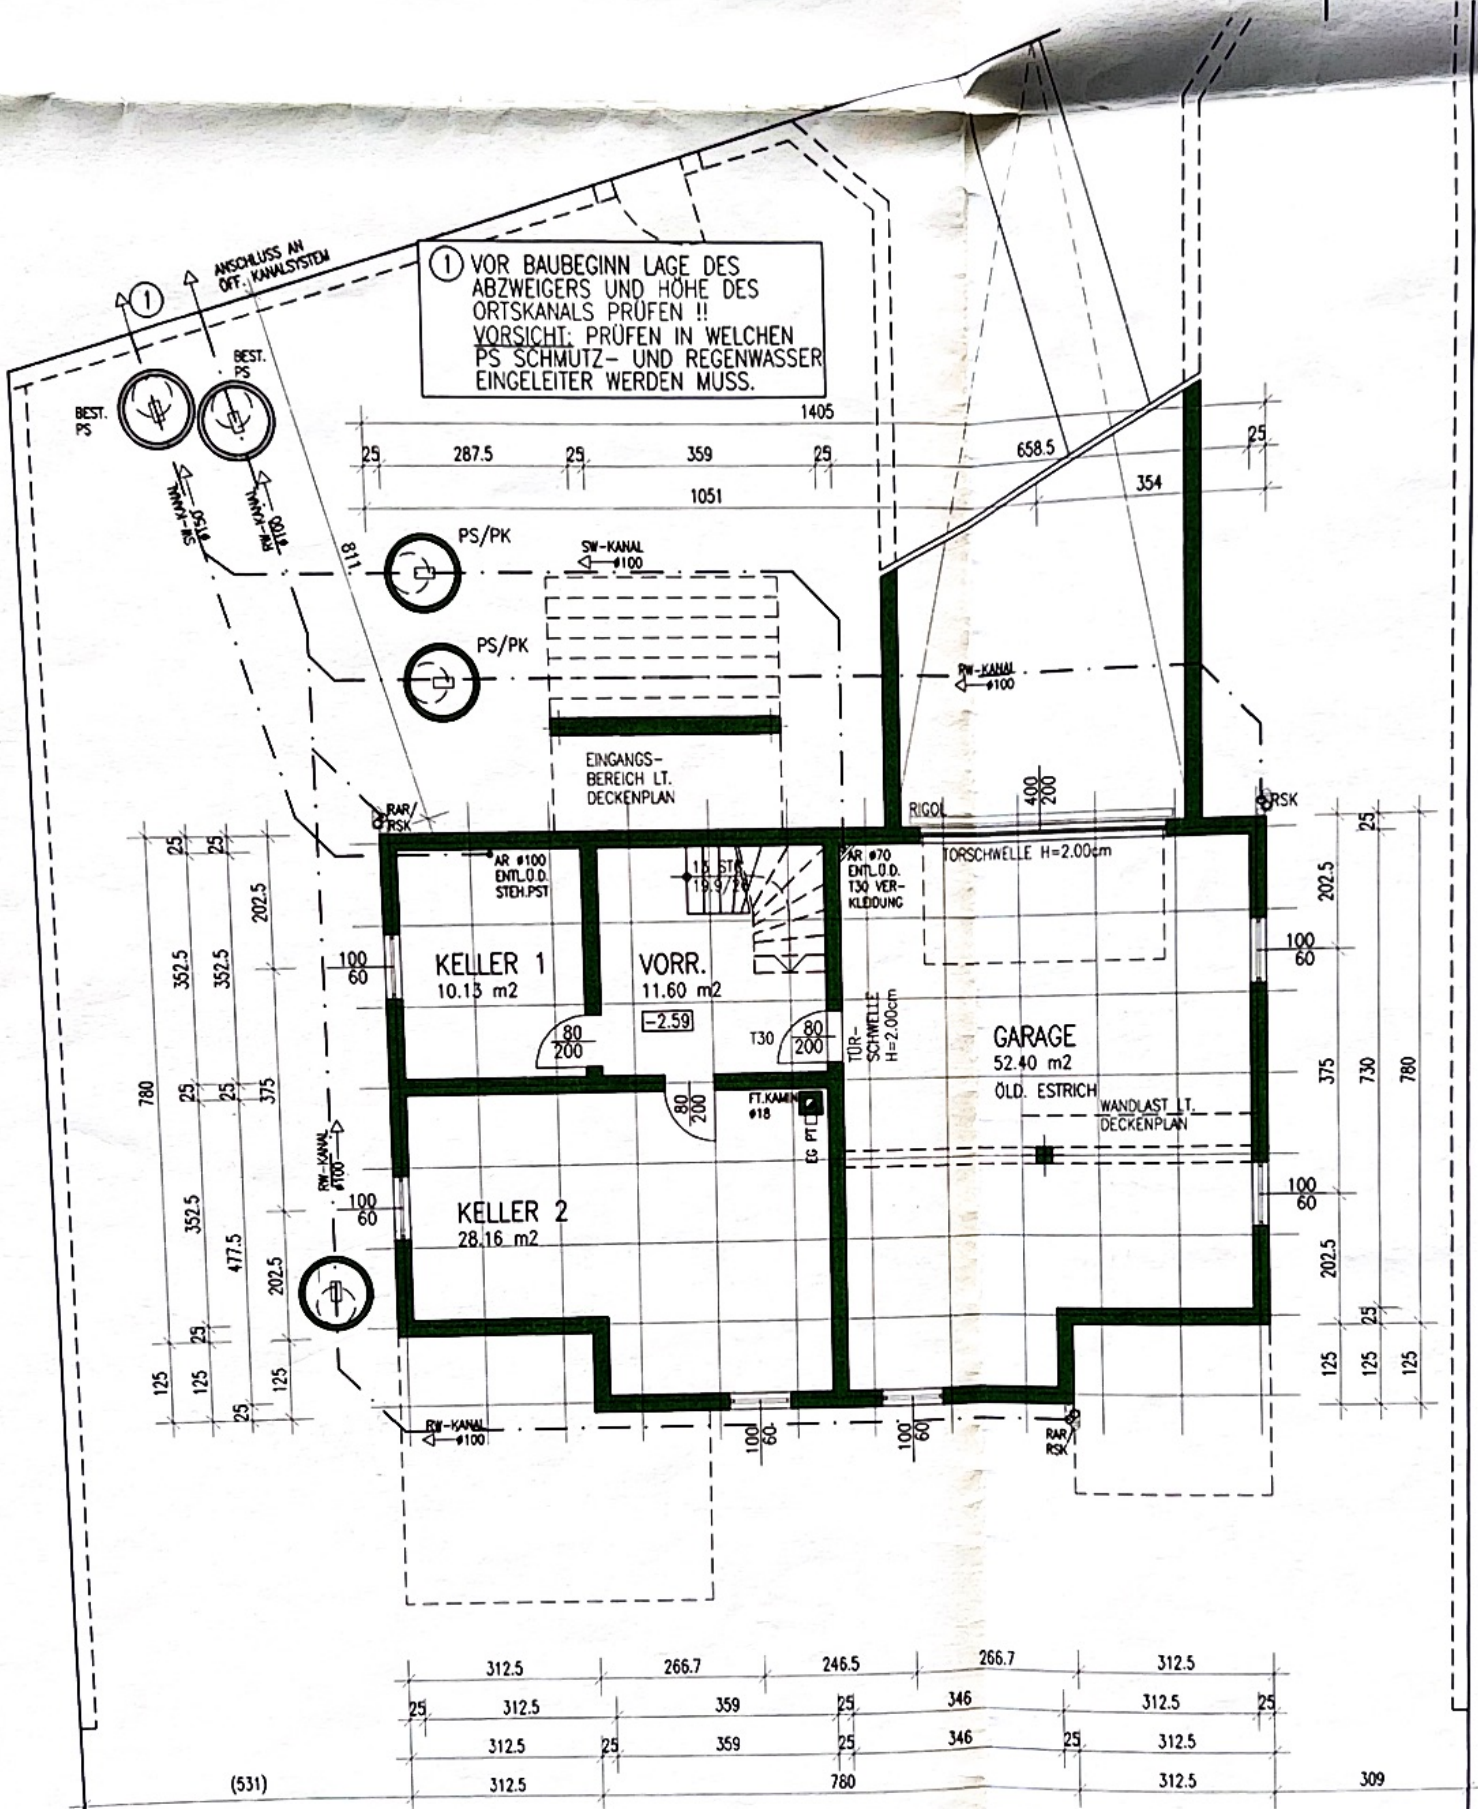 ANSCHLUSS AN
ÖFF. KANALSYSTEM
1
BEST.
PS
BEST.
PS
1 VOR BAUBEGINN LAGE DES
ABZWEIGERS UND HÖHE DES
ORTSKANALS PRÜFEN !!
VORSICHT: PRÜFEN IN WELCHEN
PS SCHMUTZ- UND REGENWASSER
EINGELEITER WERDEN MUSS.
1405
25 287.5 25 359 25 658.5 25
1051 354
SW-KANAL
ø150
RW-KANAL
ø100
811
PS/PK
SW-KANAL
ø100
PS/PK
RW-KANAL
ø100
EINGANGS-
BEREICH LT.
DECKENPLAN
RIGOL
400
200
RSK
RAR/
RSK
TORSCHWELLE H=2.00cm
AR ø100
ENTL.Ü.D.
STEH.PST
AR ø70
ENTL.Ü.D.
T30 VER-
KLEIDUNG
KELLER 1
10.13 m2
VORR.
11.60 m2
-2.59
T30
80
200
80
200
80
200
TÜR-
SCHWELLE
H=2.00cm
GARAGE
52.40 m2
ÖLD. ESTRICH
WANDLAST LT.
DECKENPLAN
FT.KAMIN
ø18
EG PT
KELLER 2
28.16 m2
100
60
100
60
100
60
100
60
100
60
100
60
RW-KANAL
ø100
RW-KANAL
ø100
RAR/
RSK
780
125
25
352.5
25
352.5
25
125
25
352.5
25
477.5
25
125
202.5
375
202.5
125
202.5
375
202.5
125
25
730
25
125
780
125
312.5 266.7 246.5 266.7 312.5
25 312.5 359 25 346 312.5 25
312.5 25 359 25 346 25 312.5
(531) 312.5 780 312.5 309